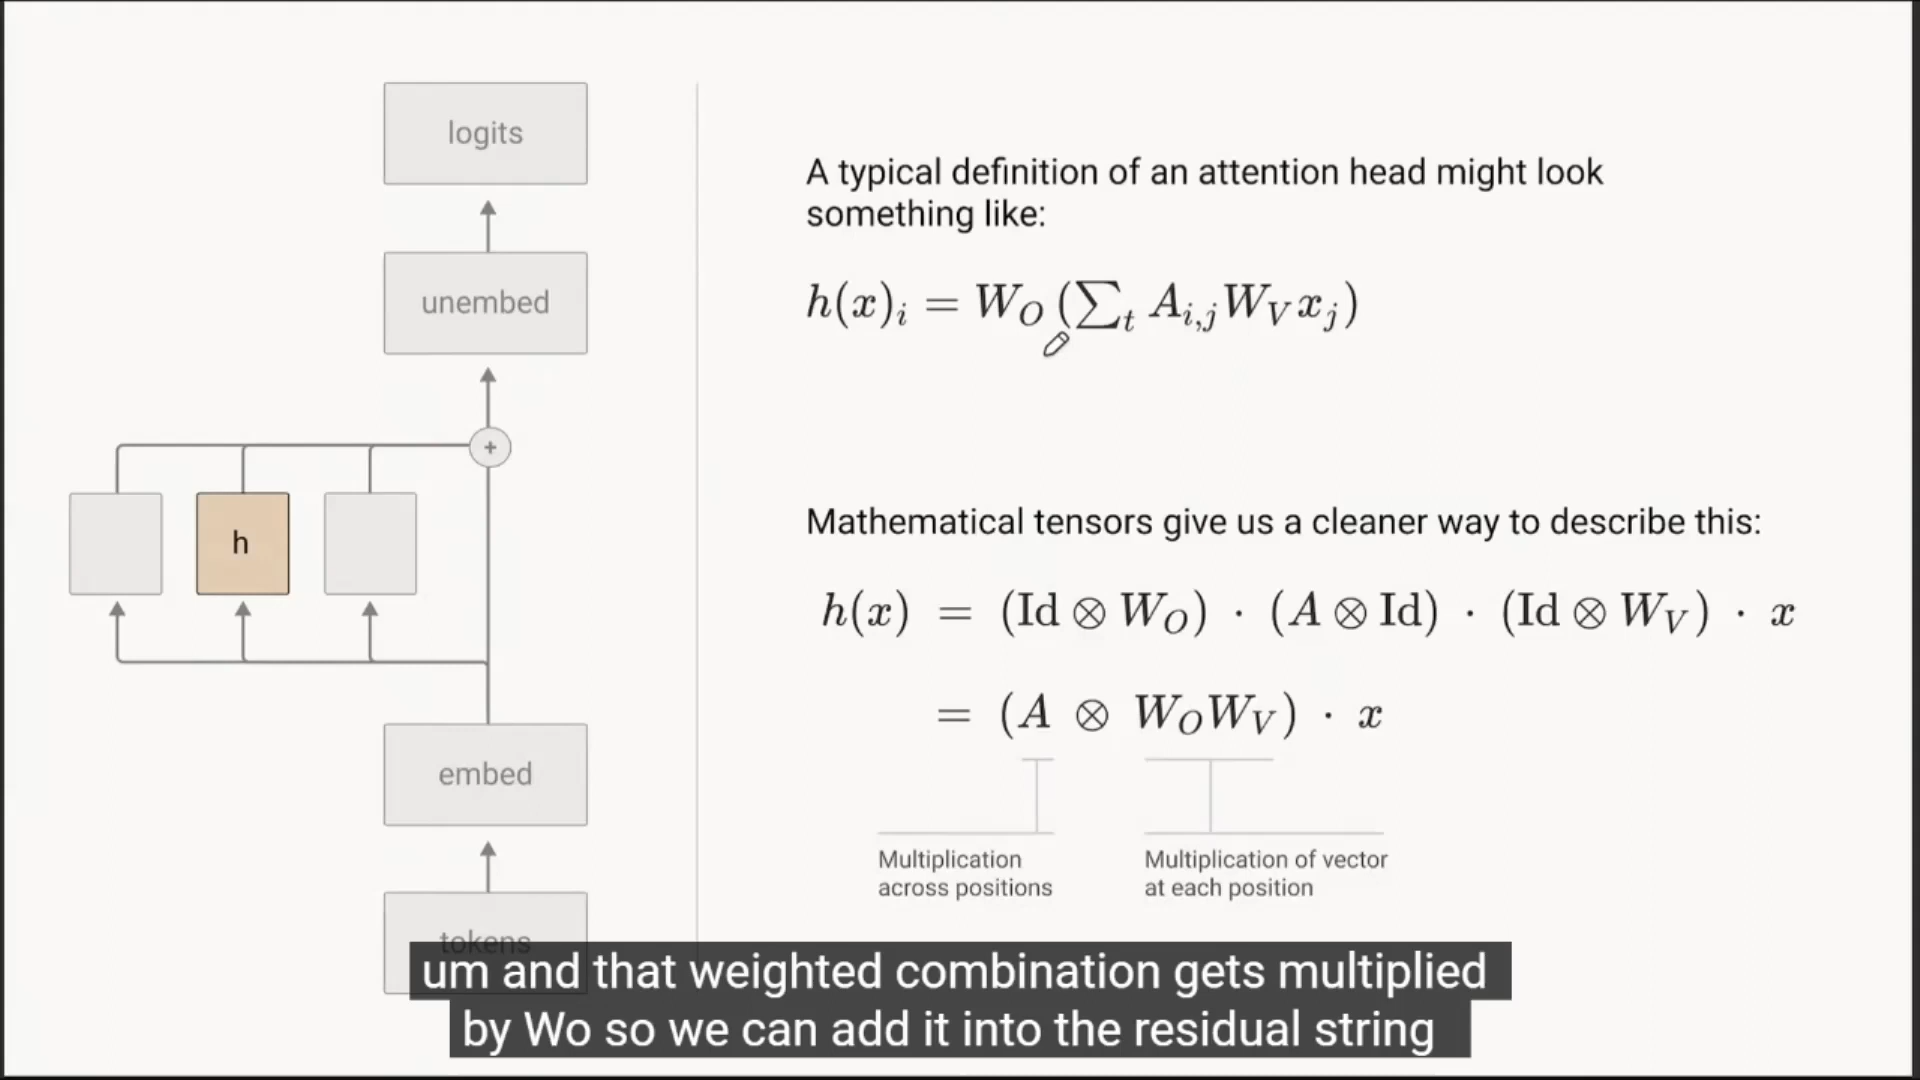 logits
unembed
+
h
embed
tokens
A typical definition of an attention head might look
something like:
h(x)_i = W_O (∑_t A_{i,j} W_V x_j)
Mathematical tensors give us a cleaner way to describe this:
h(x) = (Id ⊗ W_O) · (A ⊗ Id) · (Id ⊗ W_V) · x
= (A ⊗ W_O W_V) · x
Multiplication
across positions
Multiplication of vector
at each position
um and that weighted combination gets multiplied
by Wo so we can add it into the residual string